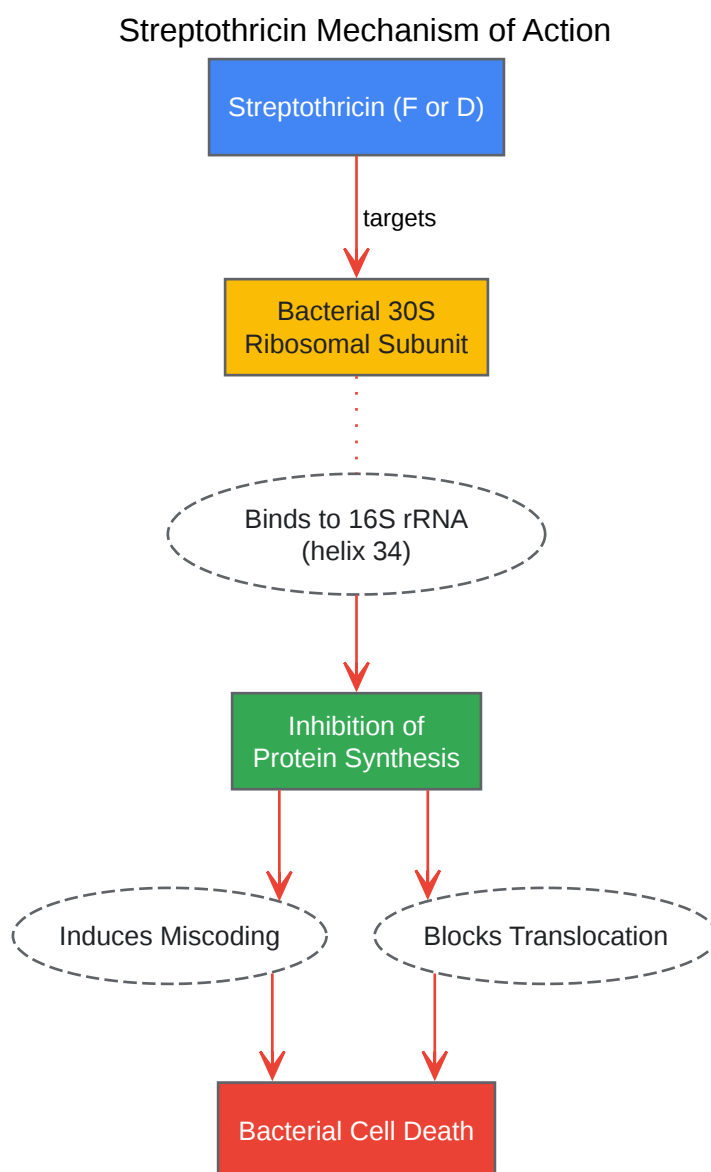 Streptothricin Mechanism of Action
Streptothricin (F or D)
targets
Bacterial 30S
Ribosomal Subunit
Binds to 16S rRNA
(helix 34)
Inhibition of
Protein Synthesis
Induces Miscoding
Blocks Translocation
Bacterial Cell Death